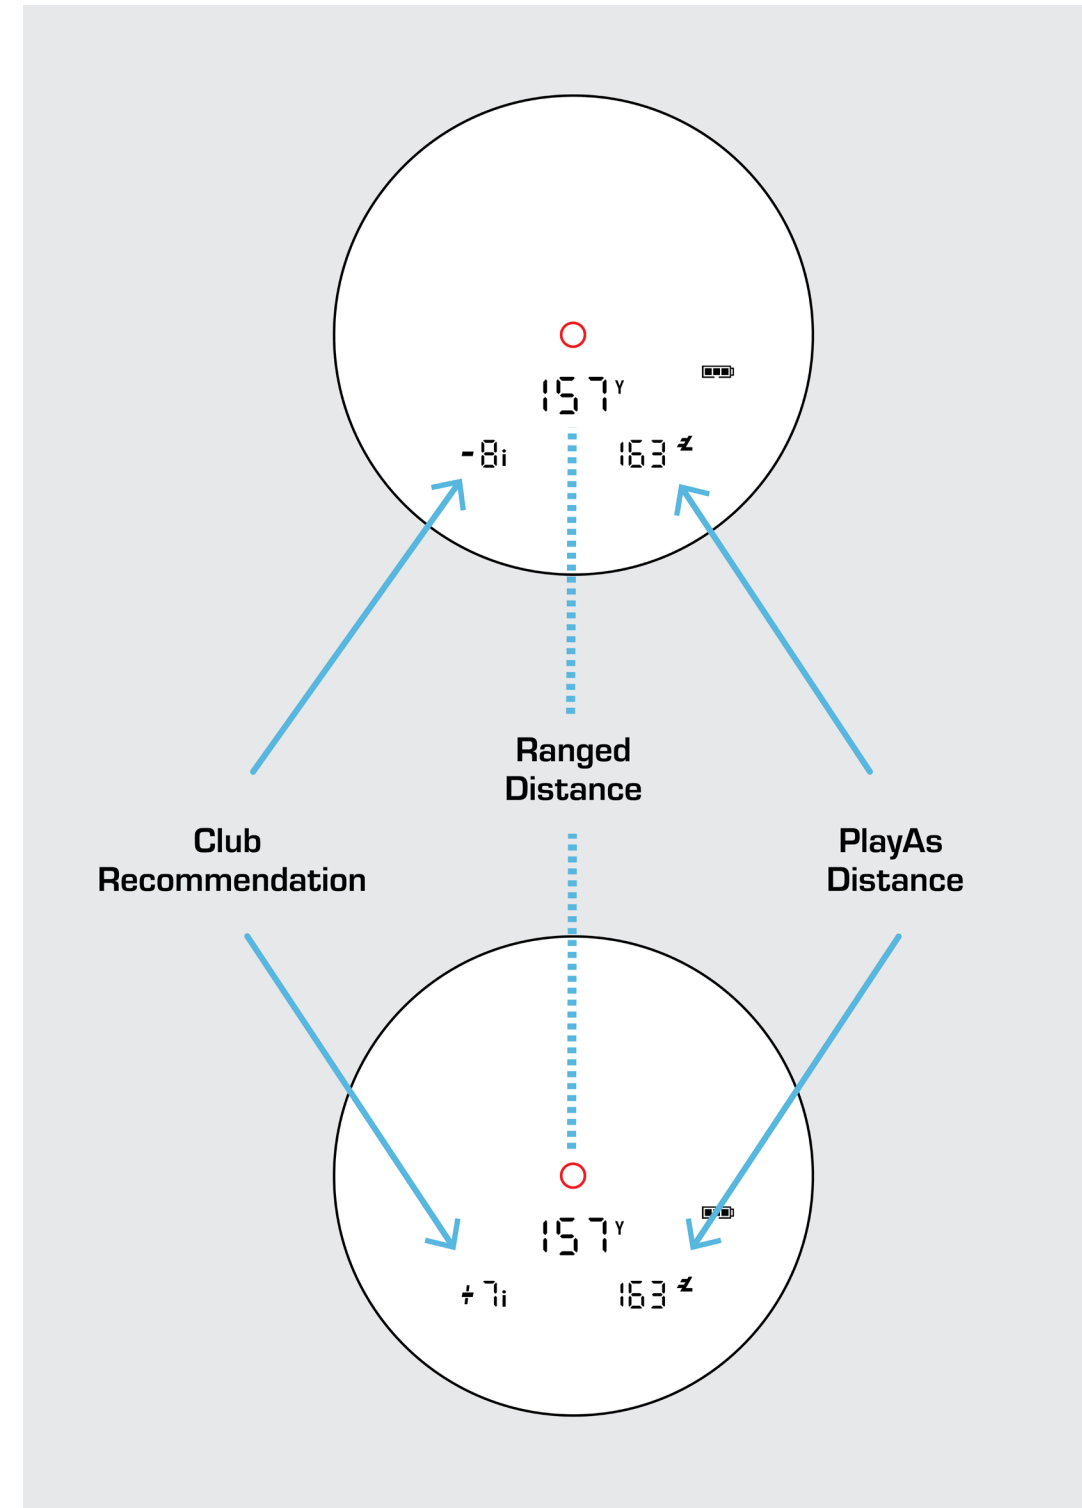 157Y
-8i 163
Ranged
Distance
Club
Recommendation
PlayAs
Distance
157Y
+7i 163